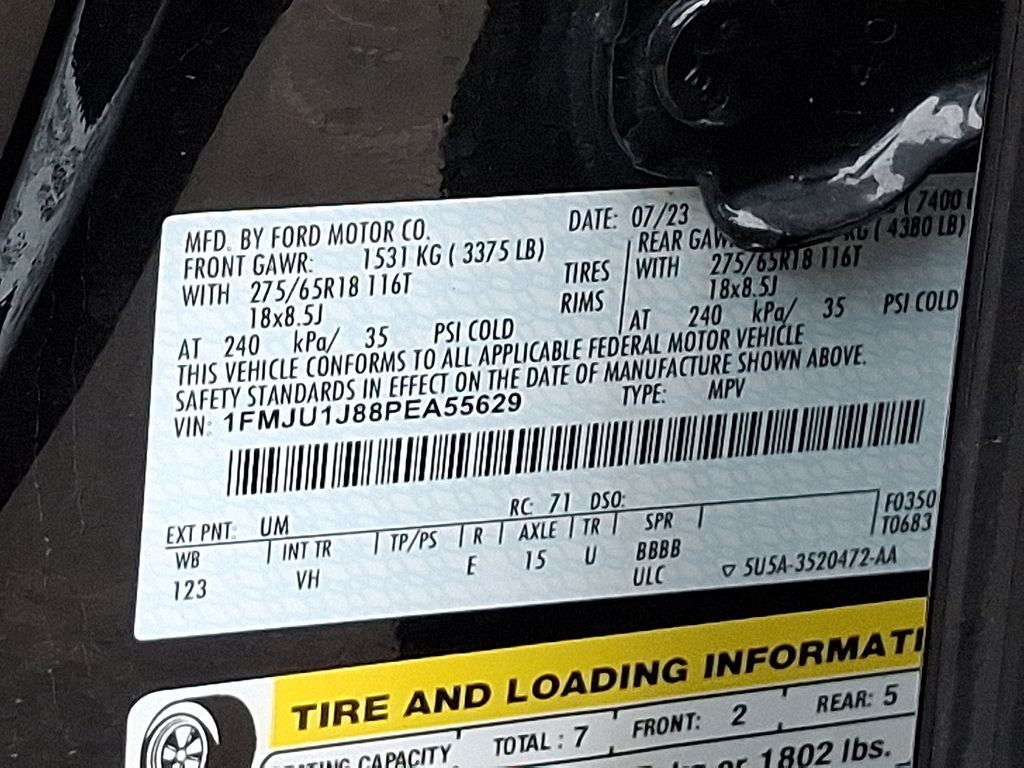 MFD. BY FORD MOTOR CO.
DATE: 07/23
(7400
FRONT GAWR: 1531 KG ( 3375 LB)
REAR GAW KG ( 4380 LB)
WITH 275/65R18 116T TIRES WITH 275/65R18 116T
18x8.5J RIMS 18x8.5J
AT 240 kPa/ 35 PSI COLD AT 240 kPa/ 35 PSI COLD
THIS VEHICLE CONFORMS TO ALL APPLICABLE FEDERAL MOTOR VEHICLE
SAFETY STANDARDS IN EFFECT ON THE DATE OF MANUFACTURE SHOWN ABOVE.
VIN: 1FMJU1J88PEA55629 TYPE: MPV
EXT PNT: UM RC: 71 DSO: F0350
WB INT TR TP/PS R AXLE TR SPR T0683
123 VH E 15 U BBBB
ULC ▽ 5U5A-3520472-AA
TIRE AND LOADING INFORMATI
TING CAPACITY TOTAL : 7 FRONT: 2 REAR: 5
or 1802 lbs.